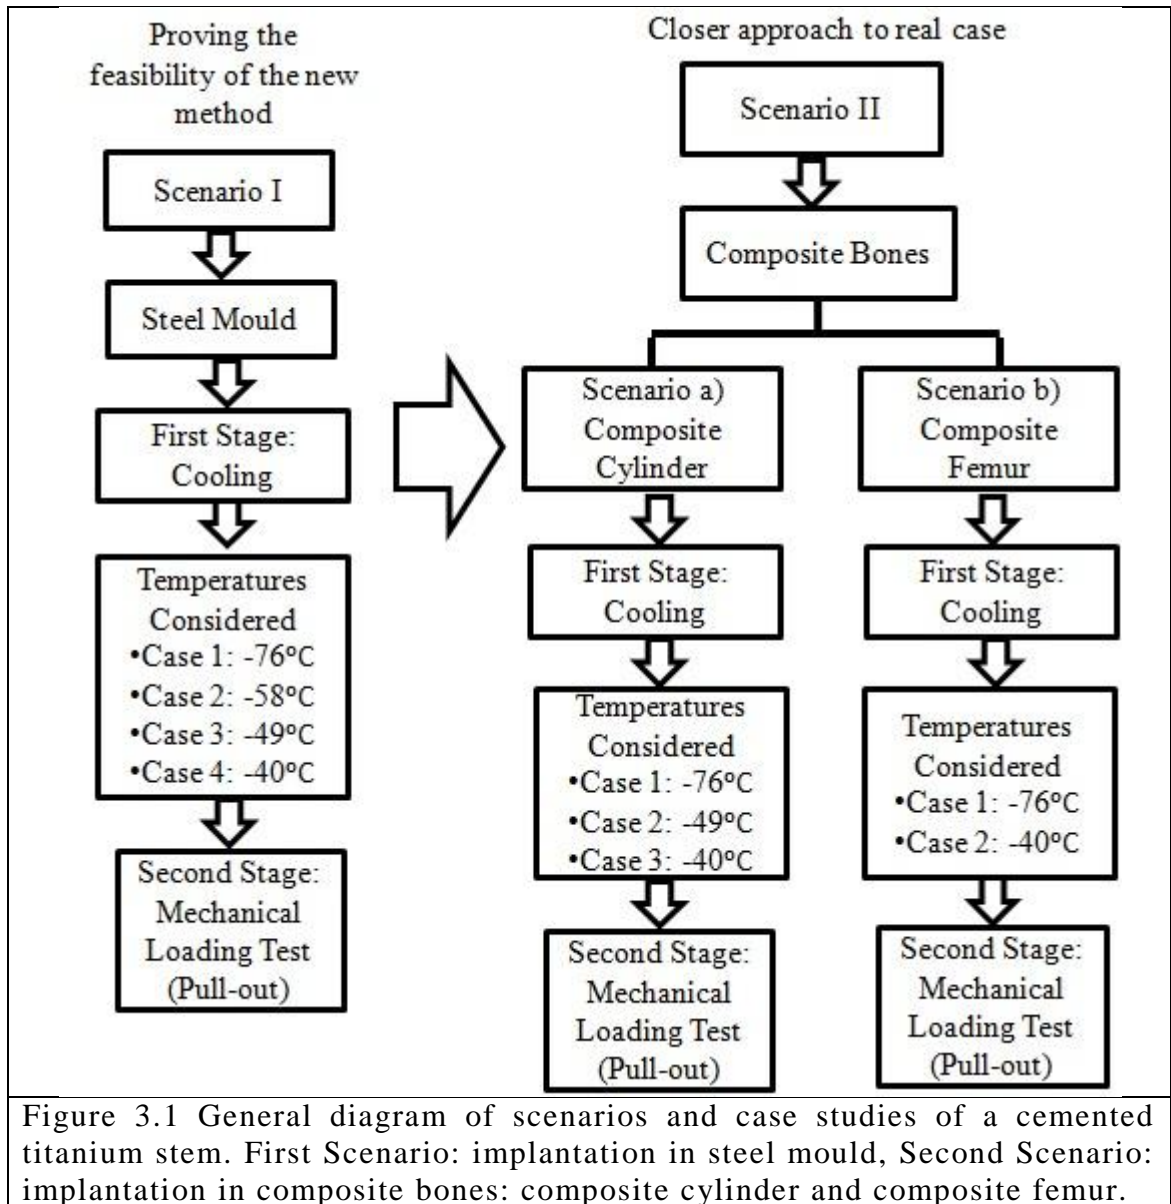 Proving the
feasibility of the new
method
Scenario I
Steel Mould
First Stage:
Cooling
Temperatures
Considered
•Case 1: -76ºC
•Case 2: -58ºC
•Case 3: -49ºC
•Case 4: -40ºC
Second Stage:
Mechanical
Loading Test
(Pull-out)
Closer approach to real case
Scenario II
Composite Bones
Scenario a)
Composite
Cylinder
First Stage:
Cooling
Temperatures
Considered
•Case 1: -76ºC
•Case 2: -49ºC
•Case 3: -40ºC
Second Stage:
Mechanical
Loading Test
(Pull-out)
Scenario b)
Composite
Femur
First Stage:
Cooling
Temperatures
Considered
•Case 1: -76ºC
•Case 2: -40ºC
Second Stage:
Mechanical
Loading Test
(Pull-out)
Figure 3.1 General diagram of scenarios and case studies of a cemented
titanium stem. First Scenario: implantation in steel mould, Second Scenario:
implantation in composite bones: composite cylinder and composite femur.